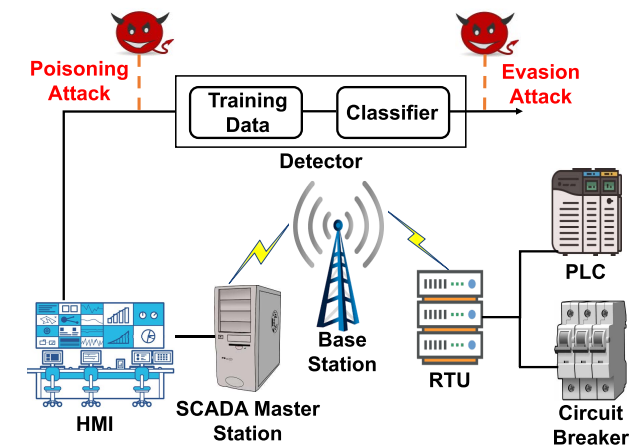 Poisoning
Attack
Evasion
Attack
Training
Data
Classifier
Detector
PLC
Base
Station
RTU
HMI
SCADA Master
Station
Circuit
Breaker